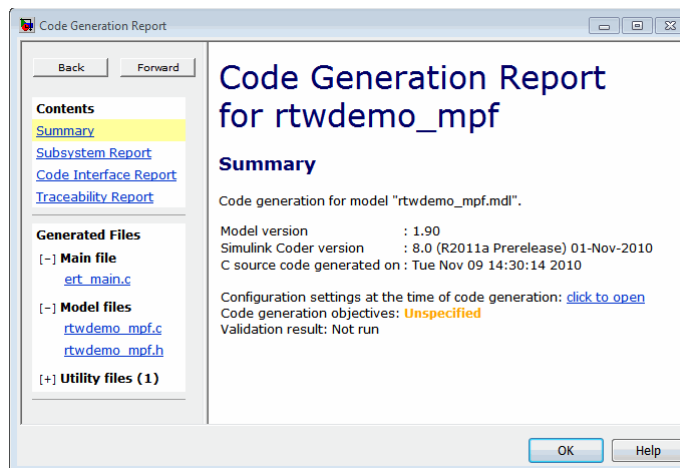 Code Generation Report
Back Forward
Contents
Summary
Subsystem Report
Code Interface Report
Traceability Report
Generated Files
[-] Main file
ert_main.c
[-] Model files
rtwdemo_mpf.c
rtwdemo_mpf.h
[+] Utility files (1)
Code Generation Report
for rtwdemo_mpf
Summary
Code generation for model "rtwdemo_mpf.mdl".
Model version : 1.90
Simulink Coder version : 8.0 (R2011a Prerelease) 01-Nov-2010
C source code generated on : Tue Nov 09 14:30:14 2010
Configuration settings at the time of code generation: click to open
Code generation objectives: Unspecified
Validation result: Not run
OK Help